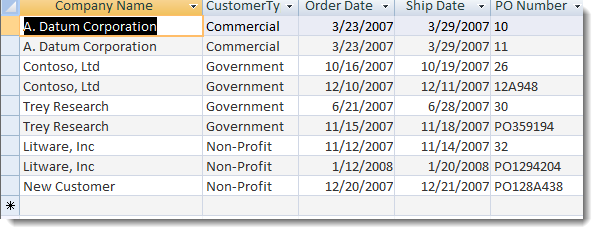 Company Name CustomerTy Order Date Ship Date PO Number
A. Datum Corporation Commercial 3/23/2007 3/29/2007 10
A. Datum Corporation Commercial 3/23/2007 3/29/2007 11
Contoso, Ltd Government 10/16/2007 10/19/2007 26
Contoso, Ltd Government 12/10/2007 12/11/2007 12A948
Trey Research Government 6/21/2007 6/28/2007 30
Trey Research Government 11/15/2007 11/18/2007 PO359194
Litware, Inc Non-Profit 11/12/2007 11/14/2007 32
Litware, Inc Non-Profit 1/12/2008 1/20/2008 PO1294204
New Customer Non-Profit 12/20/2007 12/21/2007 PO128A438